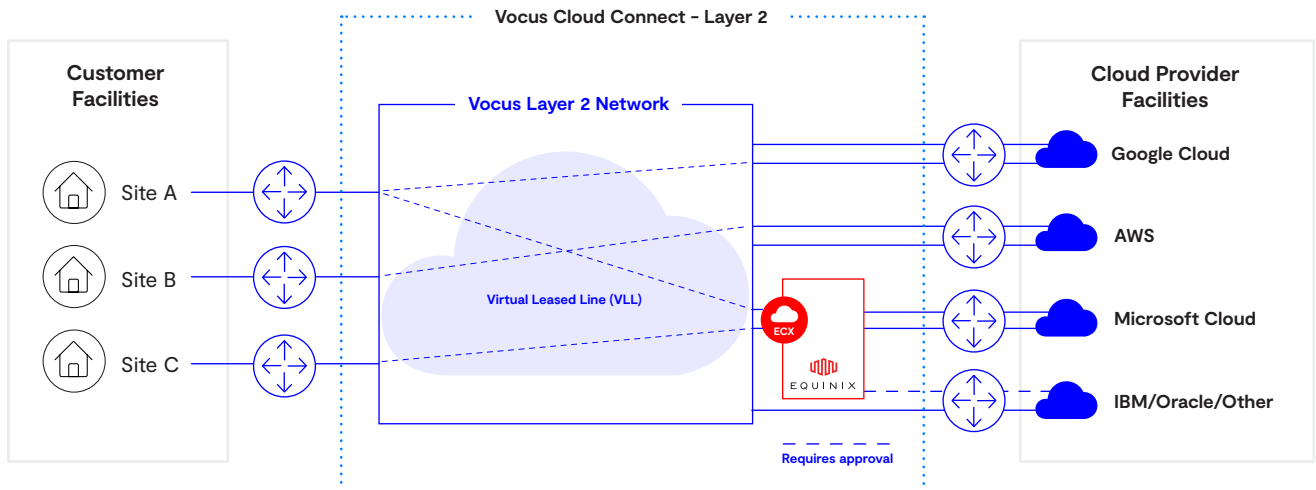 Vocus Cloud Connect – Layer 2
Customer
Facilities
Vocus Layer 2 Network
Cloud Provider
Facilities
Site A
Site B
Site C
Virtual Leased Line (VLL)
ECX
EQUINIX
Google Cloud
AWS
Microsoft Cloud
IBM/Oracle/Other
Requires approval